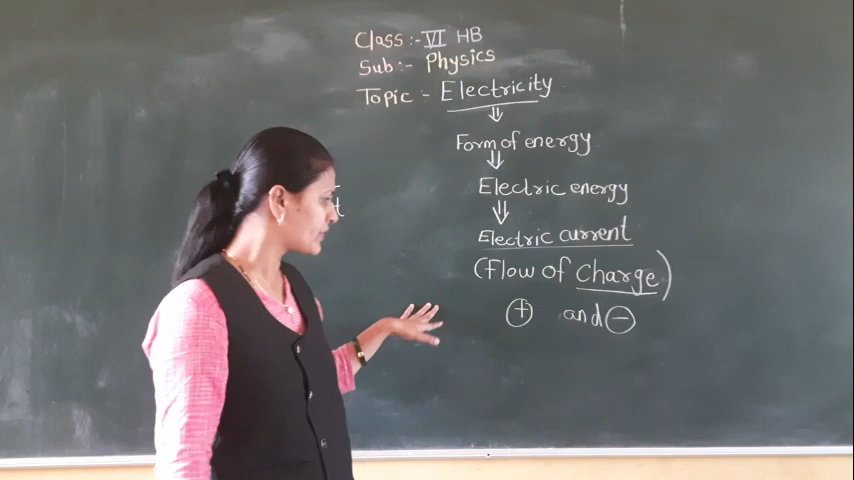 Class :- VI HB
Sub :- Physics
Topic :- Electricity
⇓
Form of energy
⇓
Electric energy
⇓
Electric current
(Flow of charge)
⊕ and ⊖